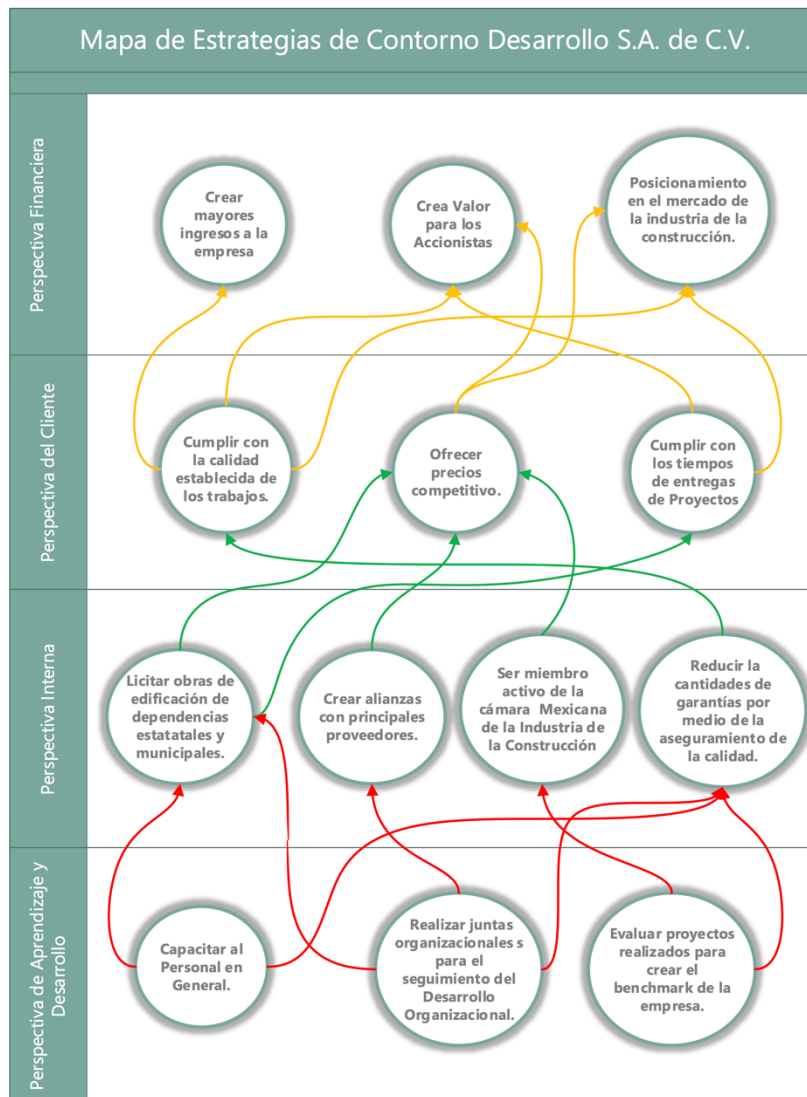 Mapa de Estrategias de Contorno Desarrollo S.A. de C.V.
Perspectiva Financiera
Crear
mayores
ingresos a la
empresa
Crea Valor
para los
Accionistas
Posicionamiento
en el mercado de
la industria de la
construcción.
Perspectiva del Cliente
Cumplir con
la calidad
establecida de
los trabajos.
Ofrecer
precios
competitivo.
Cumplir con
los tiempos
de entregas
de Proyectos
Perspectiva Interna
Licitar obras de
edificación de
dependencias
estatatales y
municipales.
Crear alianzas
con principales
proveedores.
Ser miembro
activo de la
cámara Mexicana
de la Industria de
la Construcción
Reducir la
cantidades de
garantías por
medio de la
aseguramiento de
la calidad.
Perspectiva de Aprendizaje y
Desarrollo
Capacitar al
Personal en
General.
Realizar juntas
organizacionales s
para el
seguimiento del
Desarrollo
Organizacional.
Evaluar proyectos
realizados para
crear el
benchmark de la
empresa.